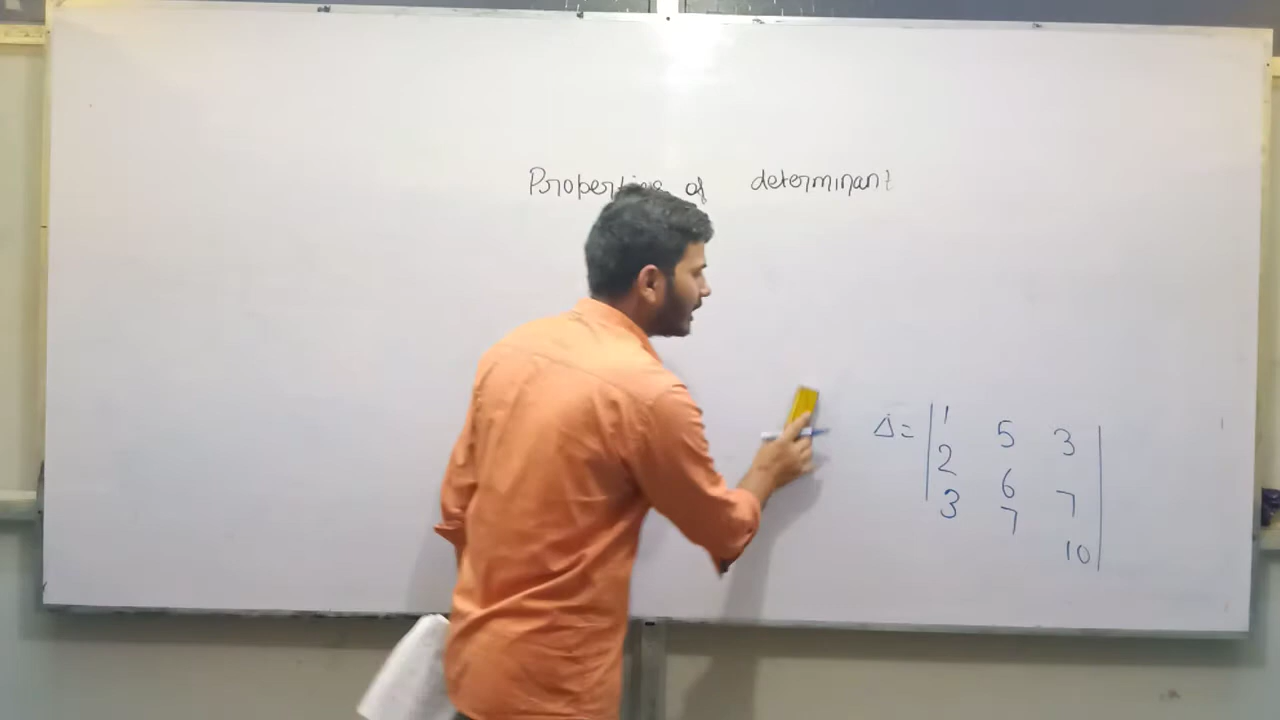 Properties of determinant
Δ = | 1 5 3 |
2 6 7
3 7 10